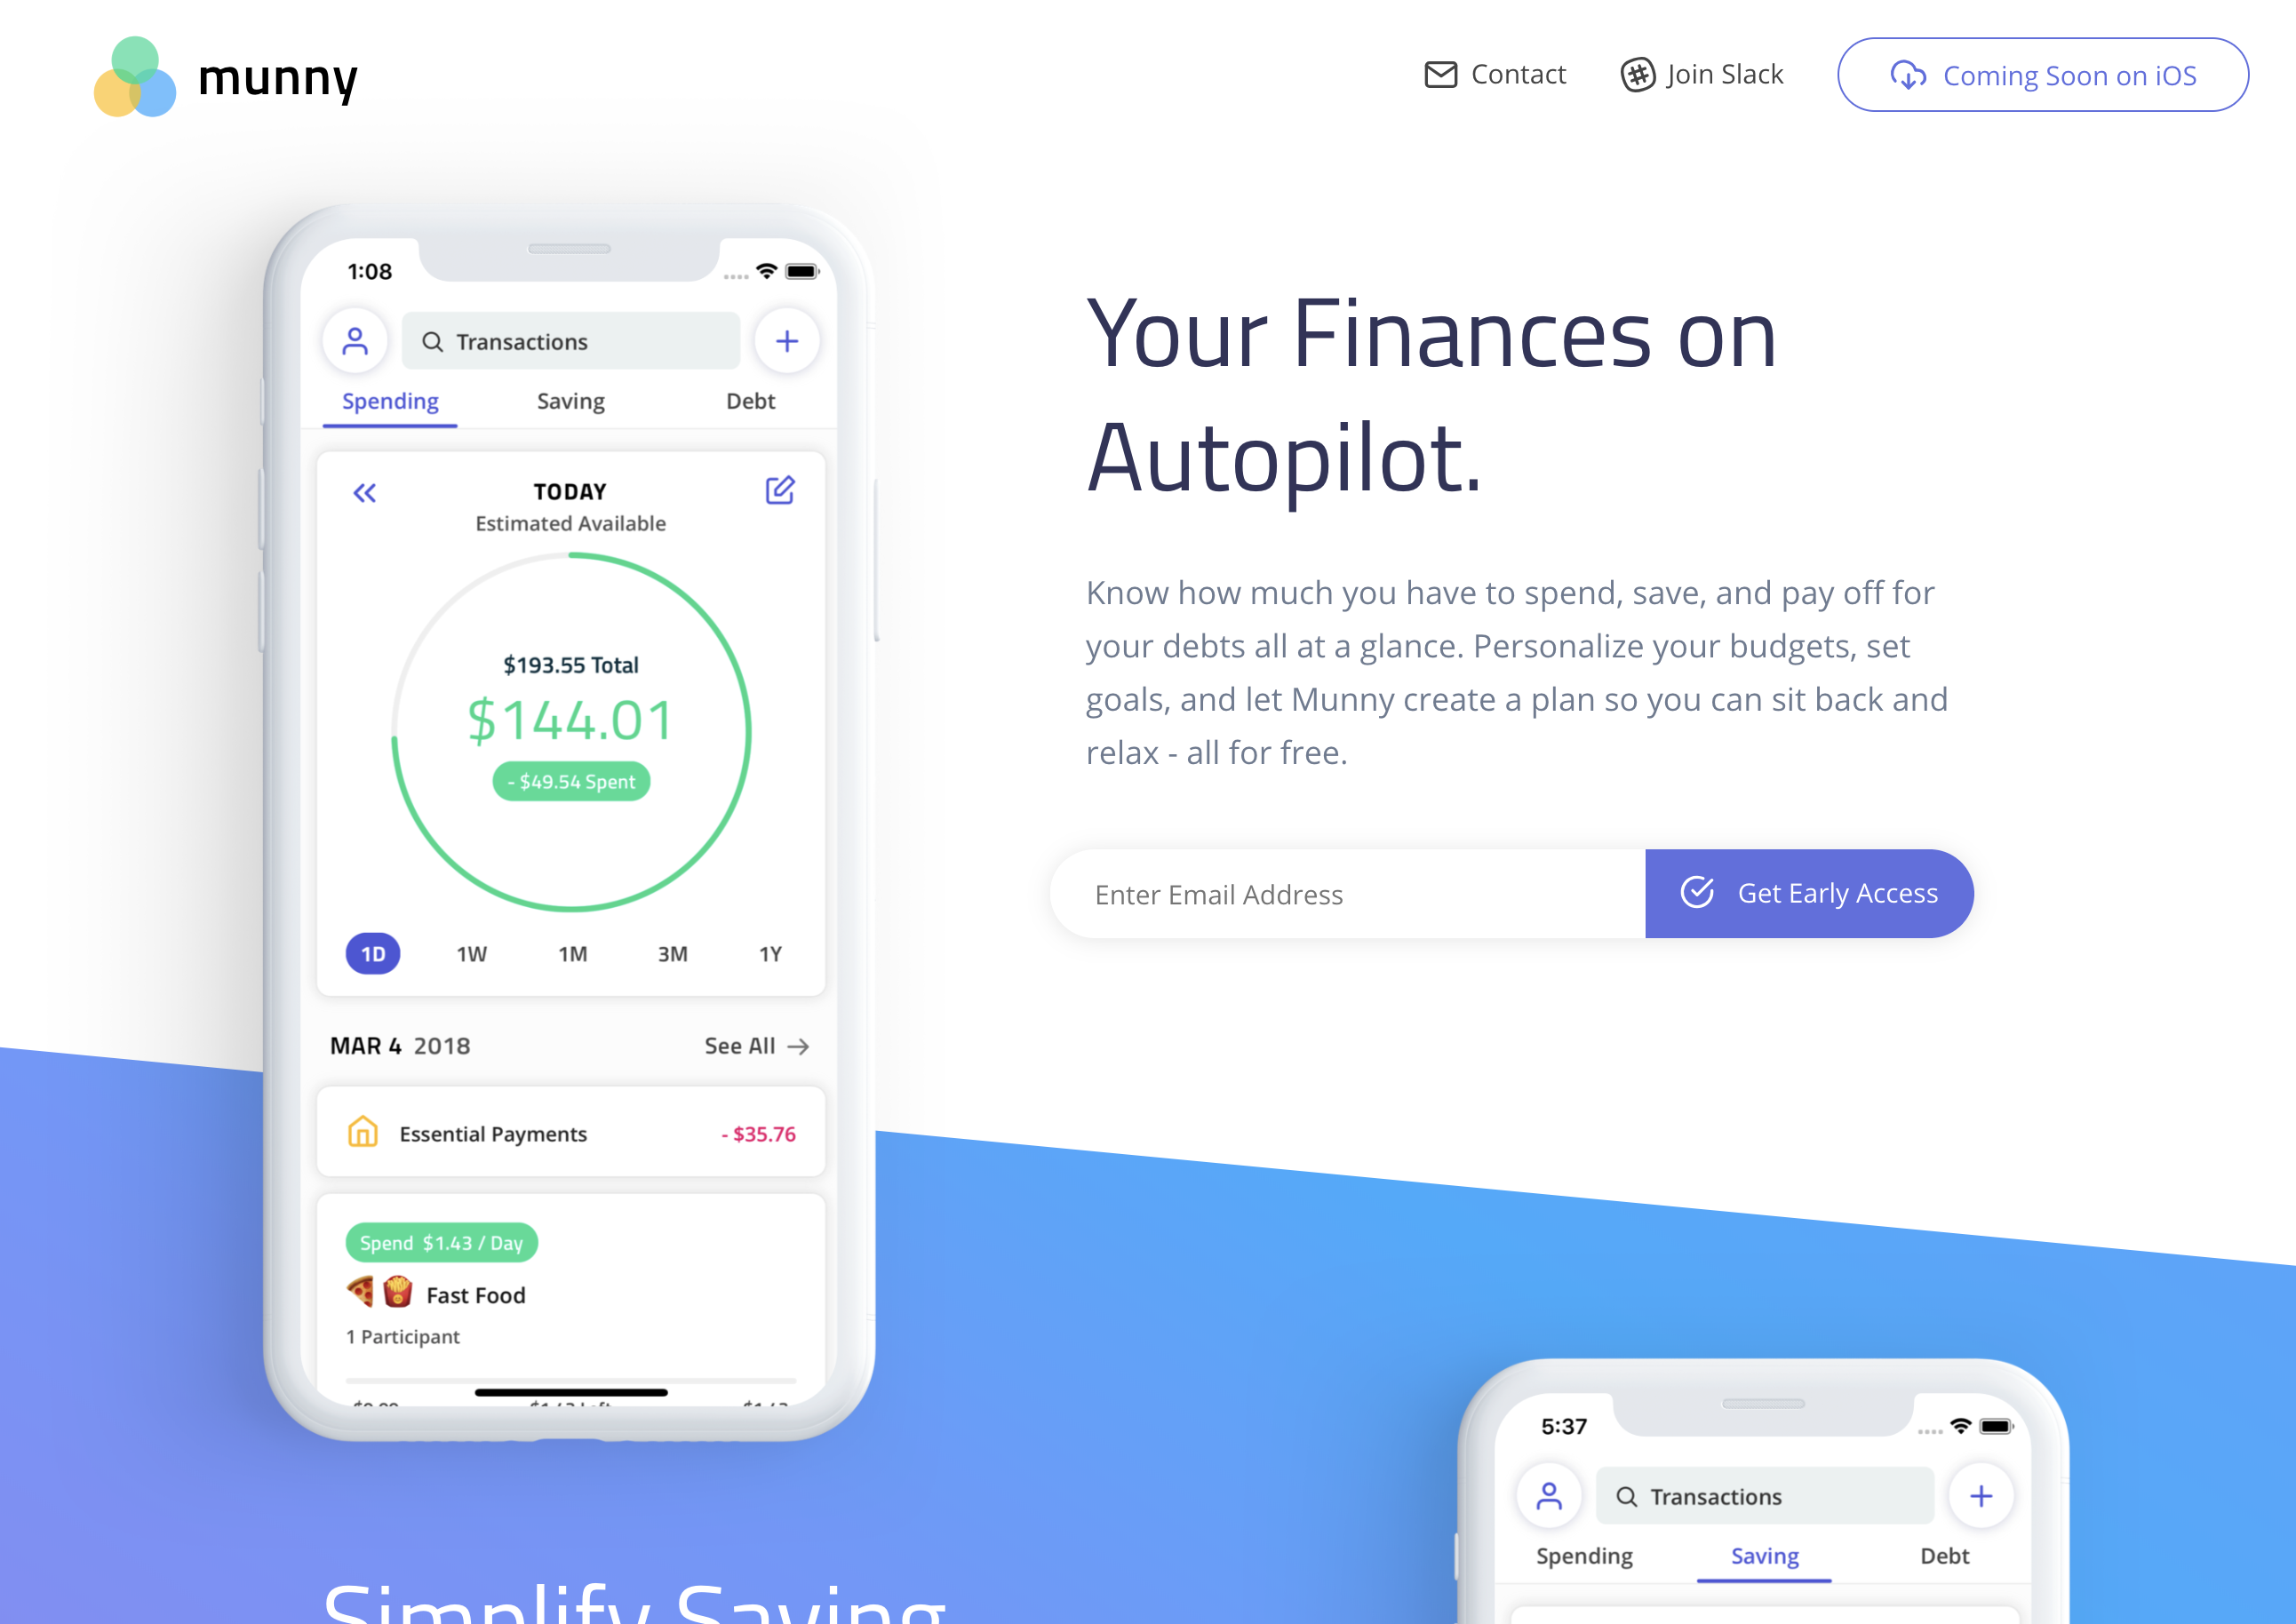 munny
Contact
Join Slack
Coming Soon on iOS
1:08
Transactions
Spending Saving Debt
TODAY
Estimated Available
$193.55 Total
$144.01
- $49.54 Spent
1D 1W 1M 3M 1Y
MAR 4 2018 See All
Essential Payments - $35.76
Spend $1.43 / Day
Fast Food
1 Participant
Your Finances on
Autopilot.
Know how much you have to spend, save, and pay off for
your debts all at a glance. Personalize your budgets, set
goals, and let Munny create a plan so you can sit back and
relax - all for free.
Enter Email Address
Get Early Access
Simplify Saving
5:37
Transactions
Spending Saving Debt